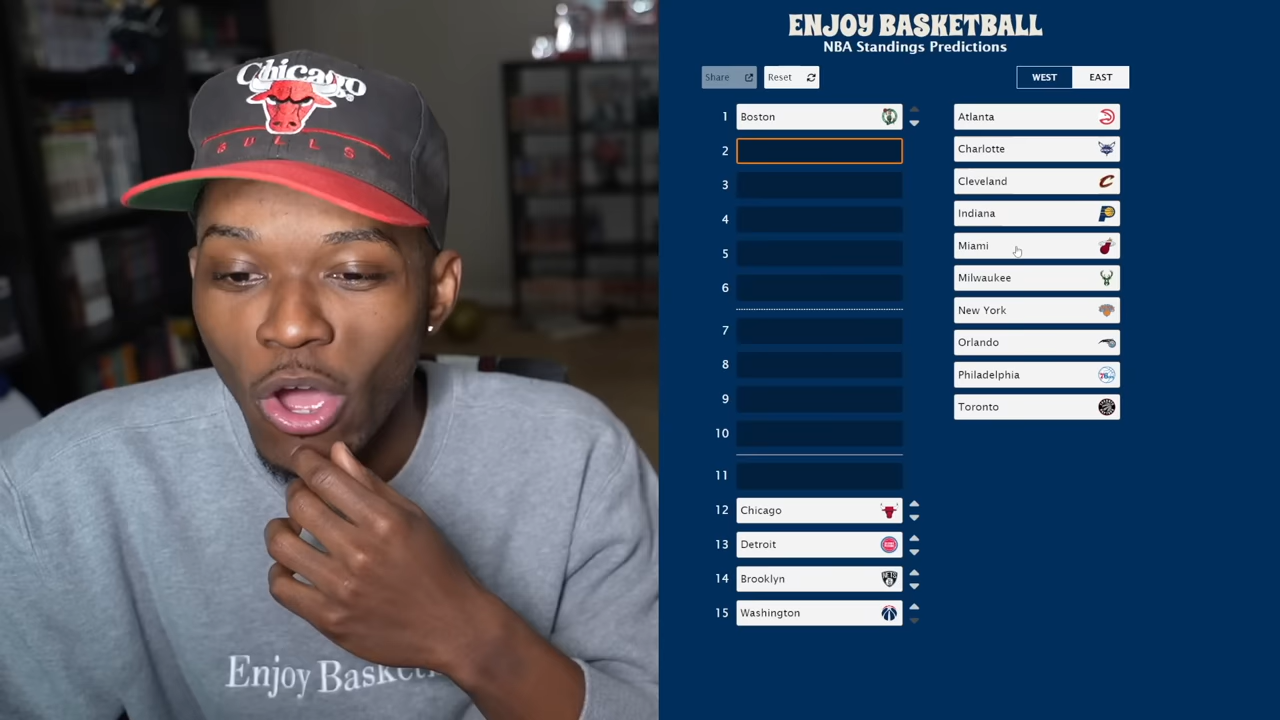 Chicago
BULLS
Enjoy Basket
ENJOY BASKETBALL
NBA Standings Predictions
Share
Reset
WEST
EAST
1 Boston
2
3
4
5
6
7
8
9
10
11
12 Chicago
13 Detroit
14 Brooklyn
15 Washington
Atlanta
Charlotte
Cleveland
Indiana
Miami
Milwaukee
New York
Orlando
Philadelphia
Toronto